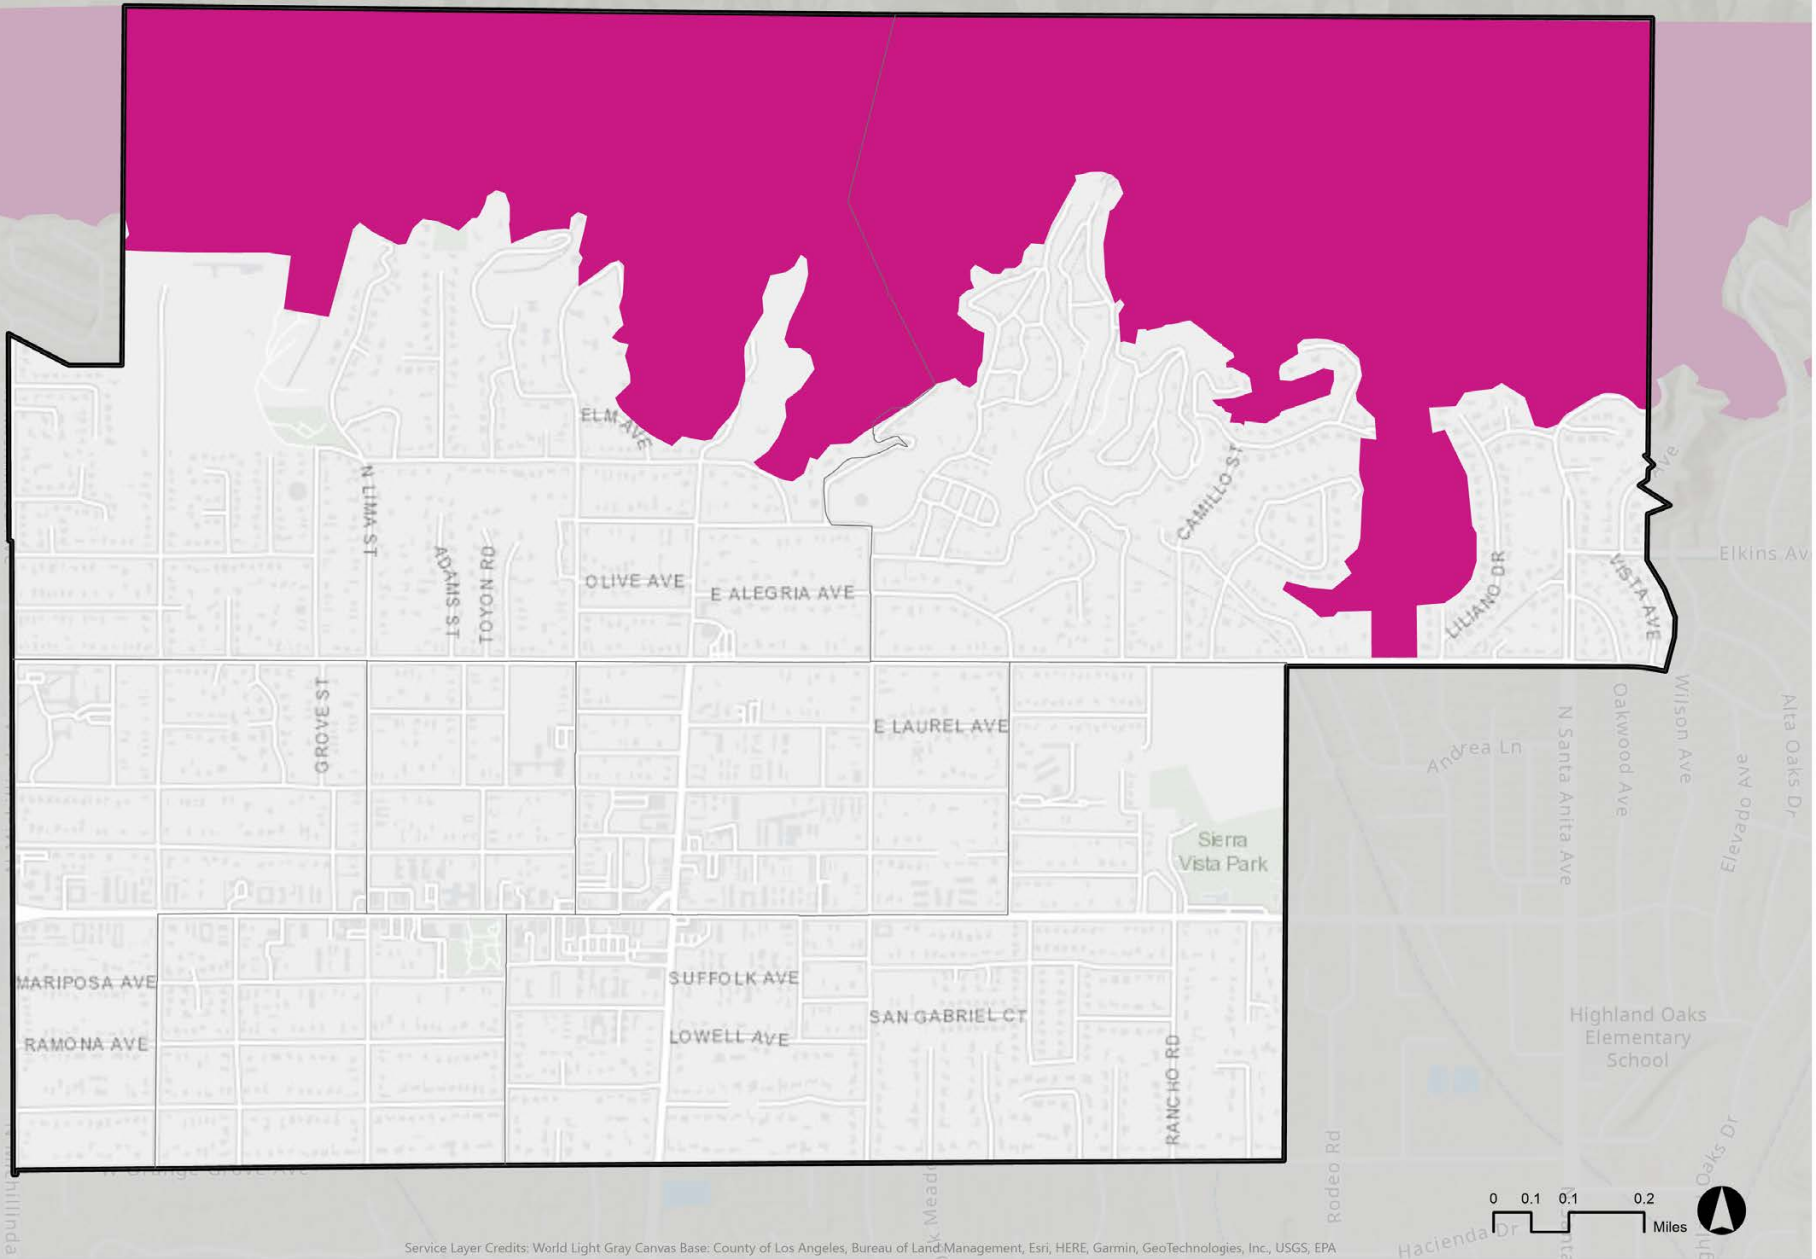 ELM AVE
N LIMA ST
CAMILLO ST
ADAMS ST
TOYON RD
OLIVE AVE
E ALEGRIA AVE
LILIANO DR
VISTA AVE
Elkins Av
GROVE ST
E LAUREL AVE
Andrea Ln
N Santa Anita Ave
Oakwood Ave
Wilson Ave
Elevado Ave
Alta Oaks Dr
Sierra
Vista Park
MARIPOSA AVE
SUFFOLK AVE
SAN GABRIEL CT
LOWELL AVE
RAMONA AVE
RANCHO RD
Highland Oaks
Elementary
School
Rodeo Rd
Oaks Dr
Hacienda Dr
0 0.1 0.1 0.2
Miles
Service Layer Credits: World Light Gray Canvas Base: County of Los Angeles, Bureau of Land Management, Esri, HERE, Garmin, GeoTechnologies, Inc., USGS, EPA